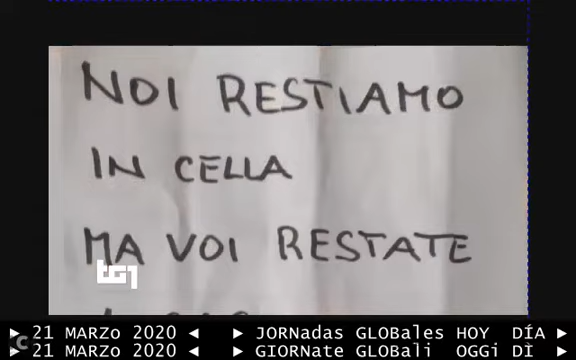 NOI RESTIAMO
IN CELLA
MA VOI RESTATE
tg1
▶ 21 MARZo 2020 ◀ ▶ JORNadas GLOBales HOY DÍA ▶
▶ 21 MARZo 2020 ◀ ▶ GIORNate GLOBali OGGi DÌ ▶